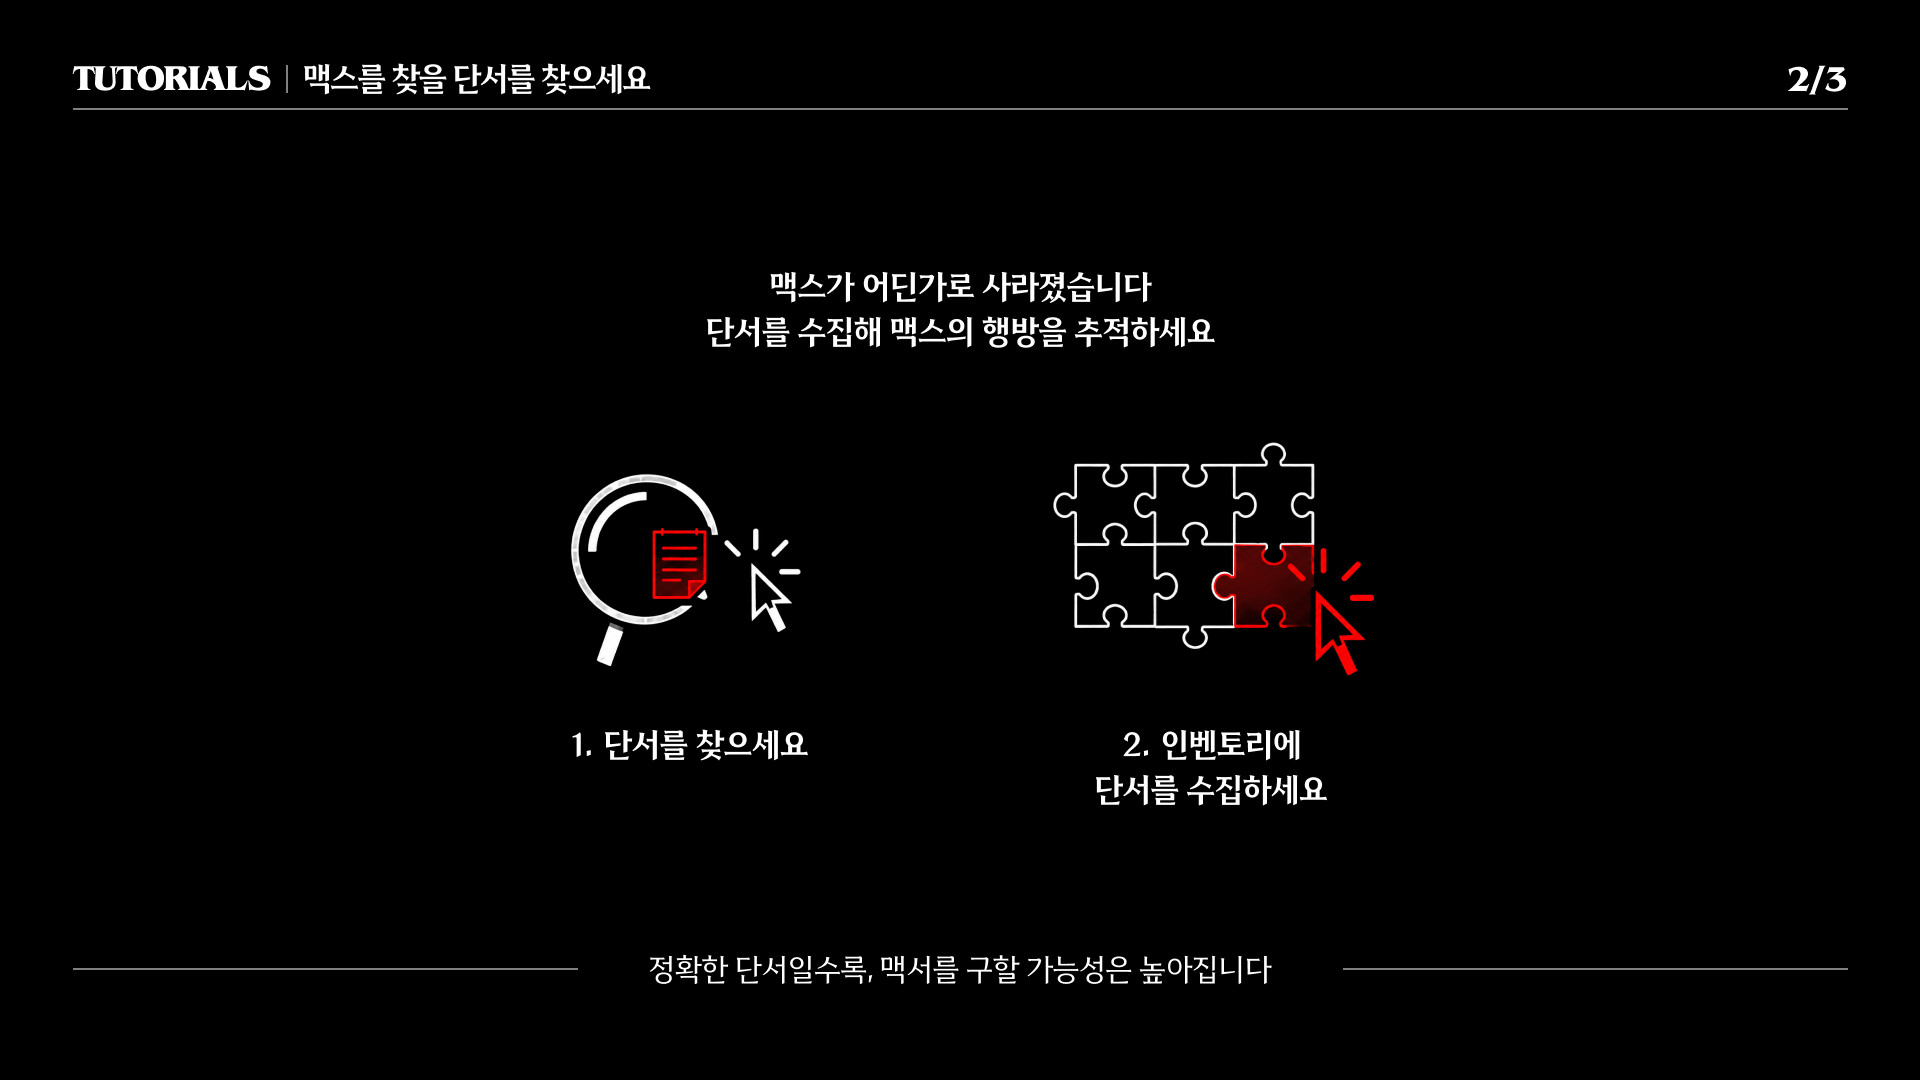 TUTORIALS | 맥스를 찾을 단서를 찾으세요
2/3
맥스가 어딘가로 사라졌습니다
단서를 수집해 맥스의 행방을 추적하세요
1. 단서를 찾으세요
2. 인벤토리에
단서를 수집하세요
정확한 단서일수록, 맥서를 구할 가능성은 높아집니다